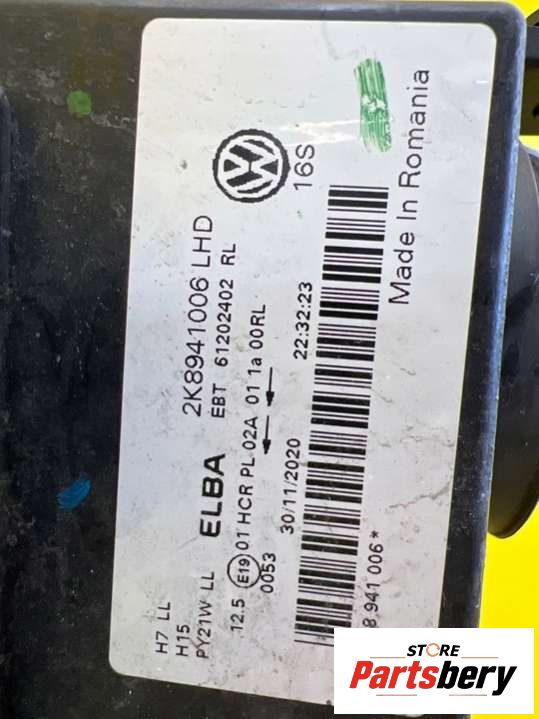 2K8941006 LHD
ELBA EBT 61202402 RL
H7 LL
H15
PY21W LL
12.5 E19 01 HCR PL 02A 01 1a 00RL
0053
16S
30/11/2020 22:32:23
8 941 006*
Made In Romania
STORE
Partsbery